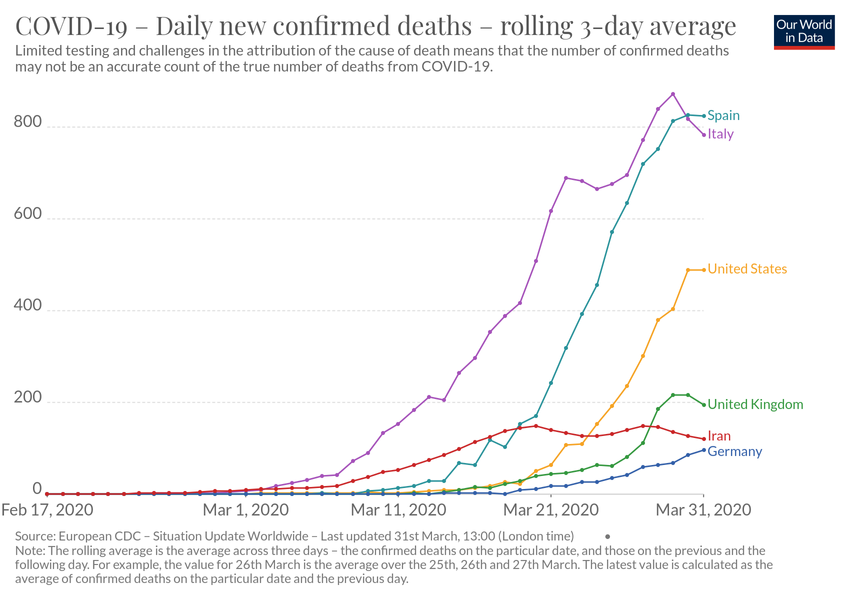 COVID-19 – Daily new confirmed deaths – rolling 3-day average
Our World
in Data
Limited testing and challenges in the attribution of the cause of death means that the number of confirmed deaths
may not be an accurate count of the true number of deaths from COVID-19.
800
600
400
200
0
Spain
Italy
United States
United Kingdom
Iran
Germany
Feb 17, 2020
Mar 1, 2020
Mar 11, 2020
Mar 21, 2020
Mar 31, 2020
Source: European CDC – Situation Update Worldwide – Last updated 31st March, 13:00 (London time)
Note: The rolling average is the average across three days – the confirmed deaths on the particular date, and those on the previous and the
following day. For example, the value for 26th March is the average over the 25th, 26th and 27th March. The latest value is calculated as the
average of confirmed deaths on the particular date and the previous day.